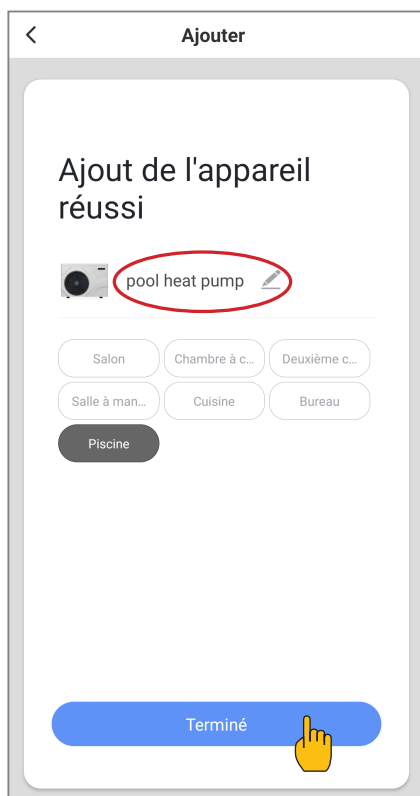 Ajouter
Ajout de l'appareil
réussi
pool heat pump
Salon
Chambre à c...
Deuxième c...
Salle à man...
Cuisine
Bureau
Piscine
Terminé